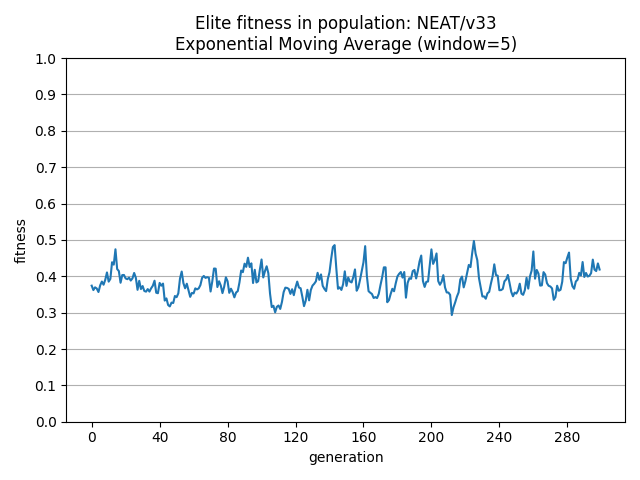 Elite fitness in population: NEAT/v33
Exponential Moving Average (window=5)
1.0
0.9
0.8
0.7
0.6
0.5
0.4
0.3
0.2
0.1
0.0
fitness
0 40 80 120 160 200 240 280
generation